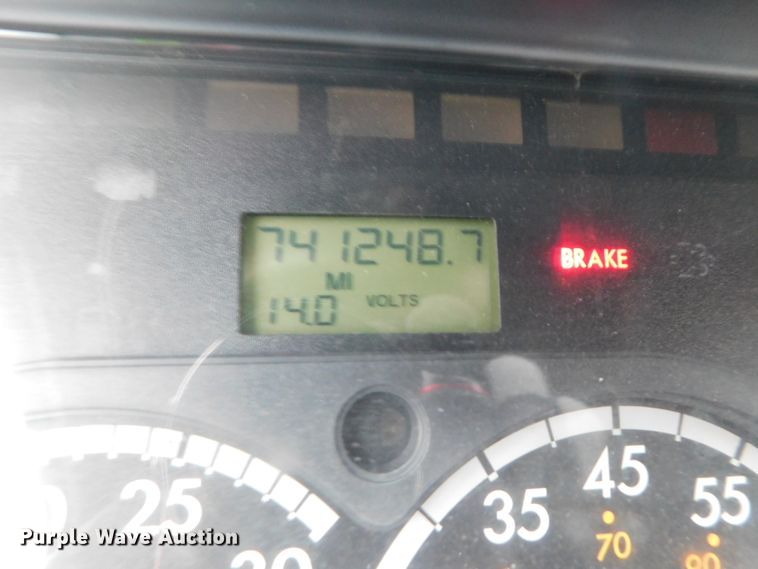 741248.7
MI
14.0 VOLTS
BRAKE
25
35 45 55
70
Purple Wave Auction